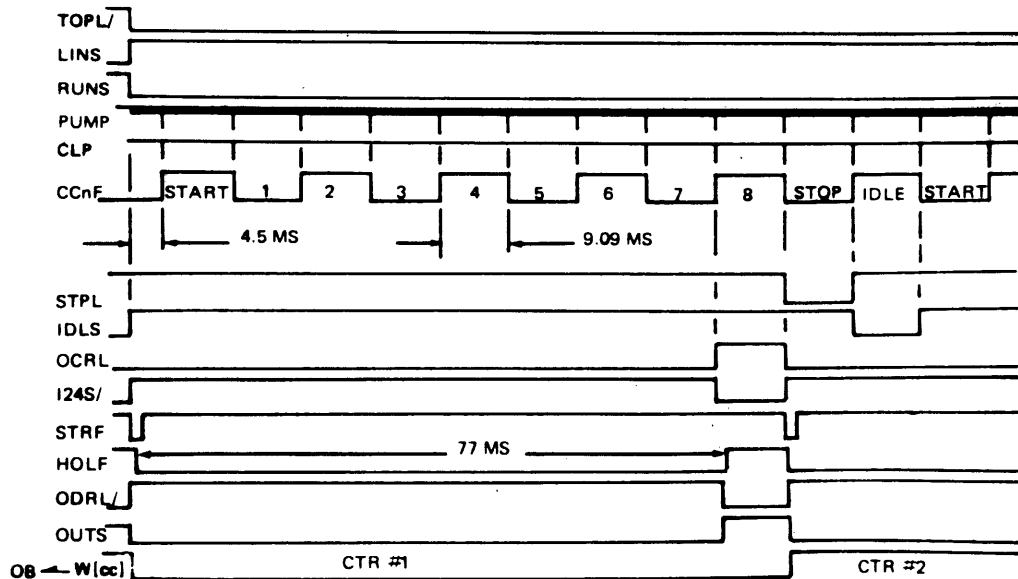 TOPL/
LINS
RUNS
PUMP
CLP
CCnF START 1 2 3 4 5 6 7 8 STOP IDLE START
4.5 MS 9.09 MS
STPL
IDLS
OCRL
I24S/
STRF
77 MS
HOLF
ODRL/
OUTS
OB ← W(cc) CTR #1 CTR #2